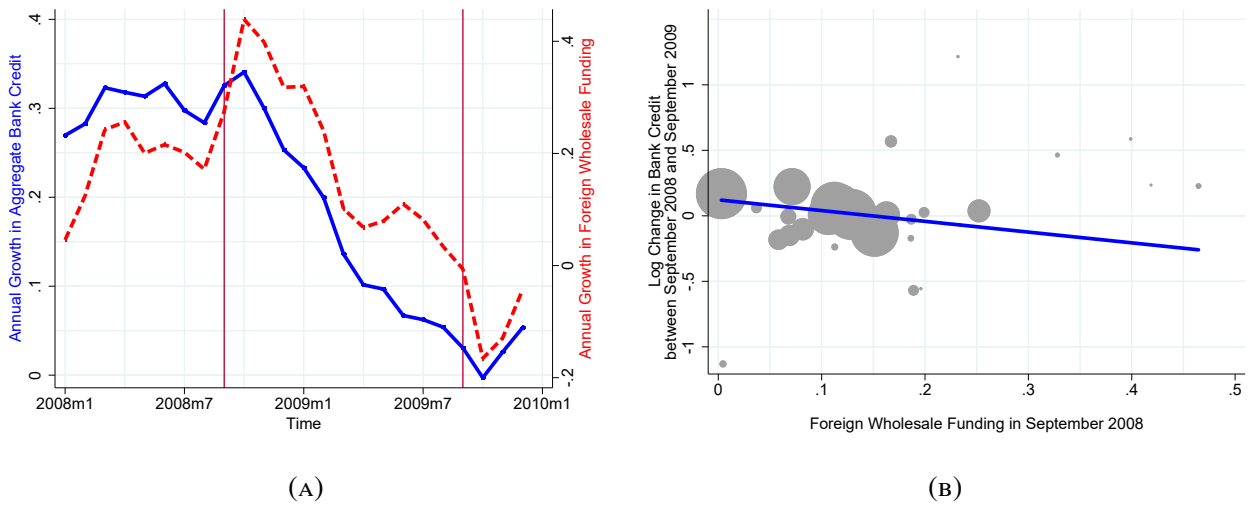 Annual Growth in Aggregate Bank Credit
.4
.3
.2
.1
0
.4
.2
0
-.2
Annual Growth in Foreign Wholesale Funding
2008m1
2008m7
2009m1
2009m7
2010m1
Time
(A)
Log Change in Bank Credit
between September 2008 and September 2009
1
.5
0
-.5
-1
0
.1
.2
.3
.4
.5
Foreign Wholesale Funding in September 2008
(B)